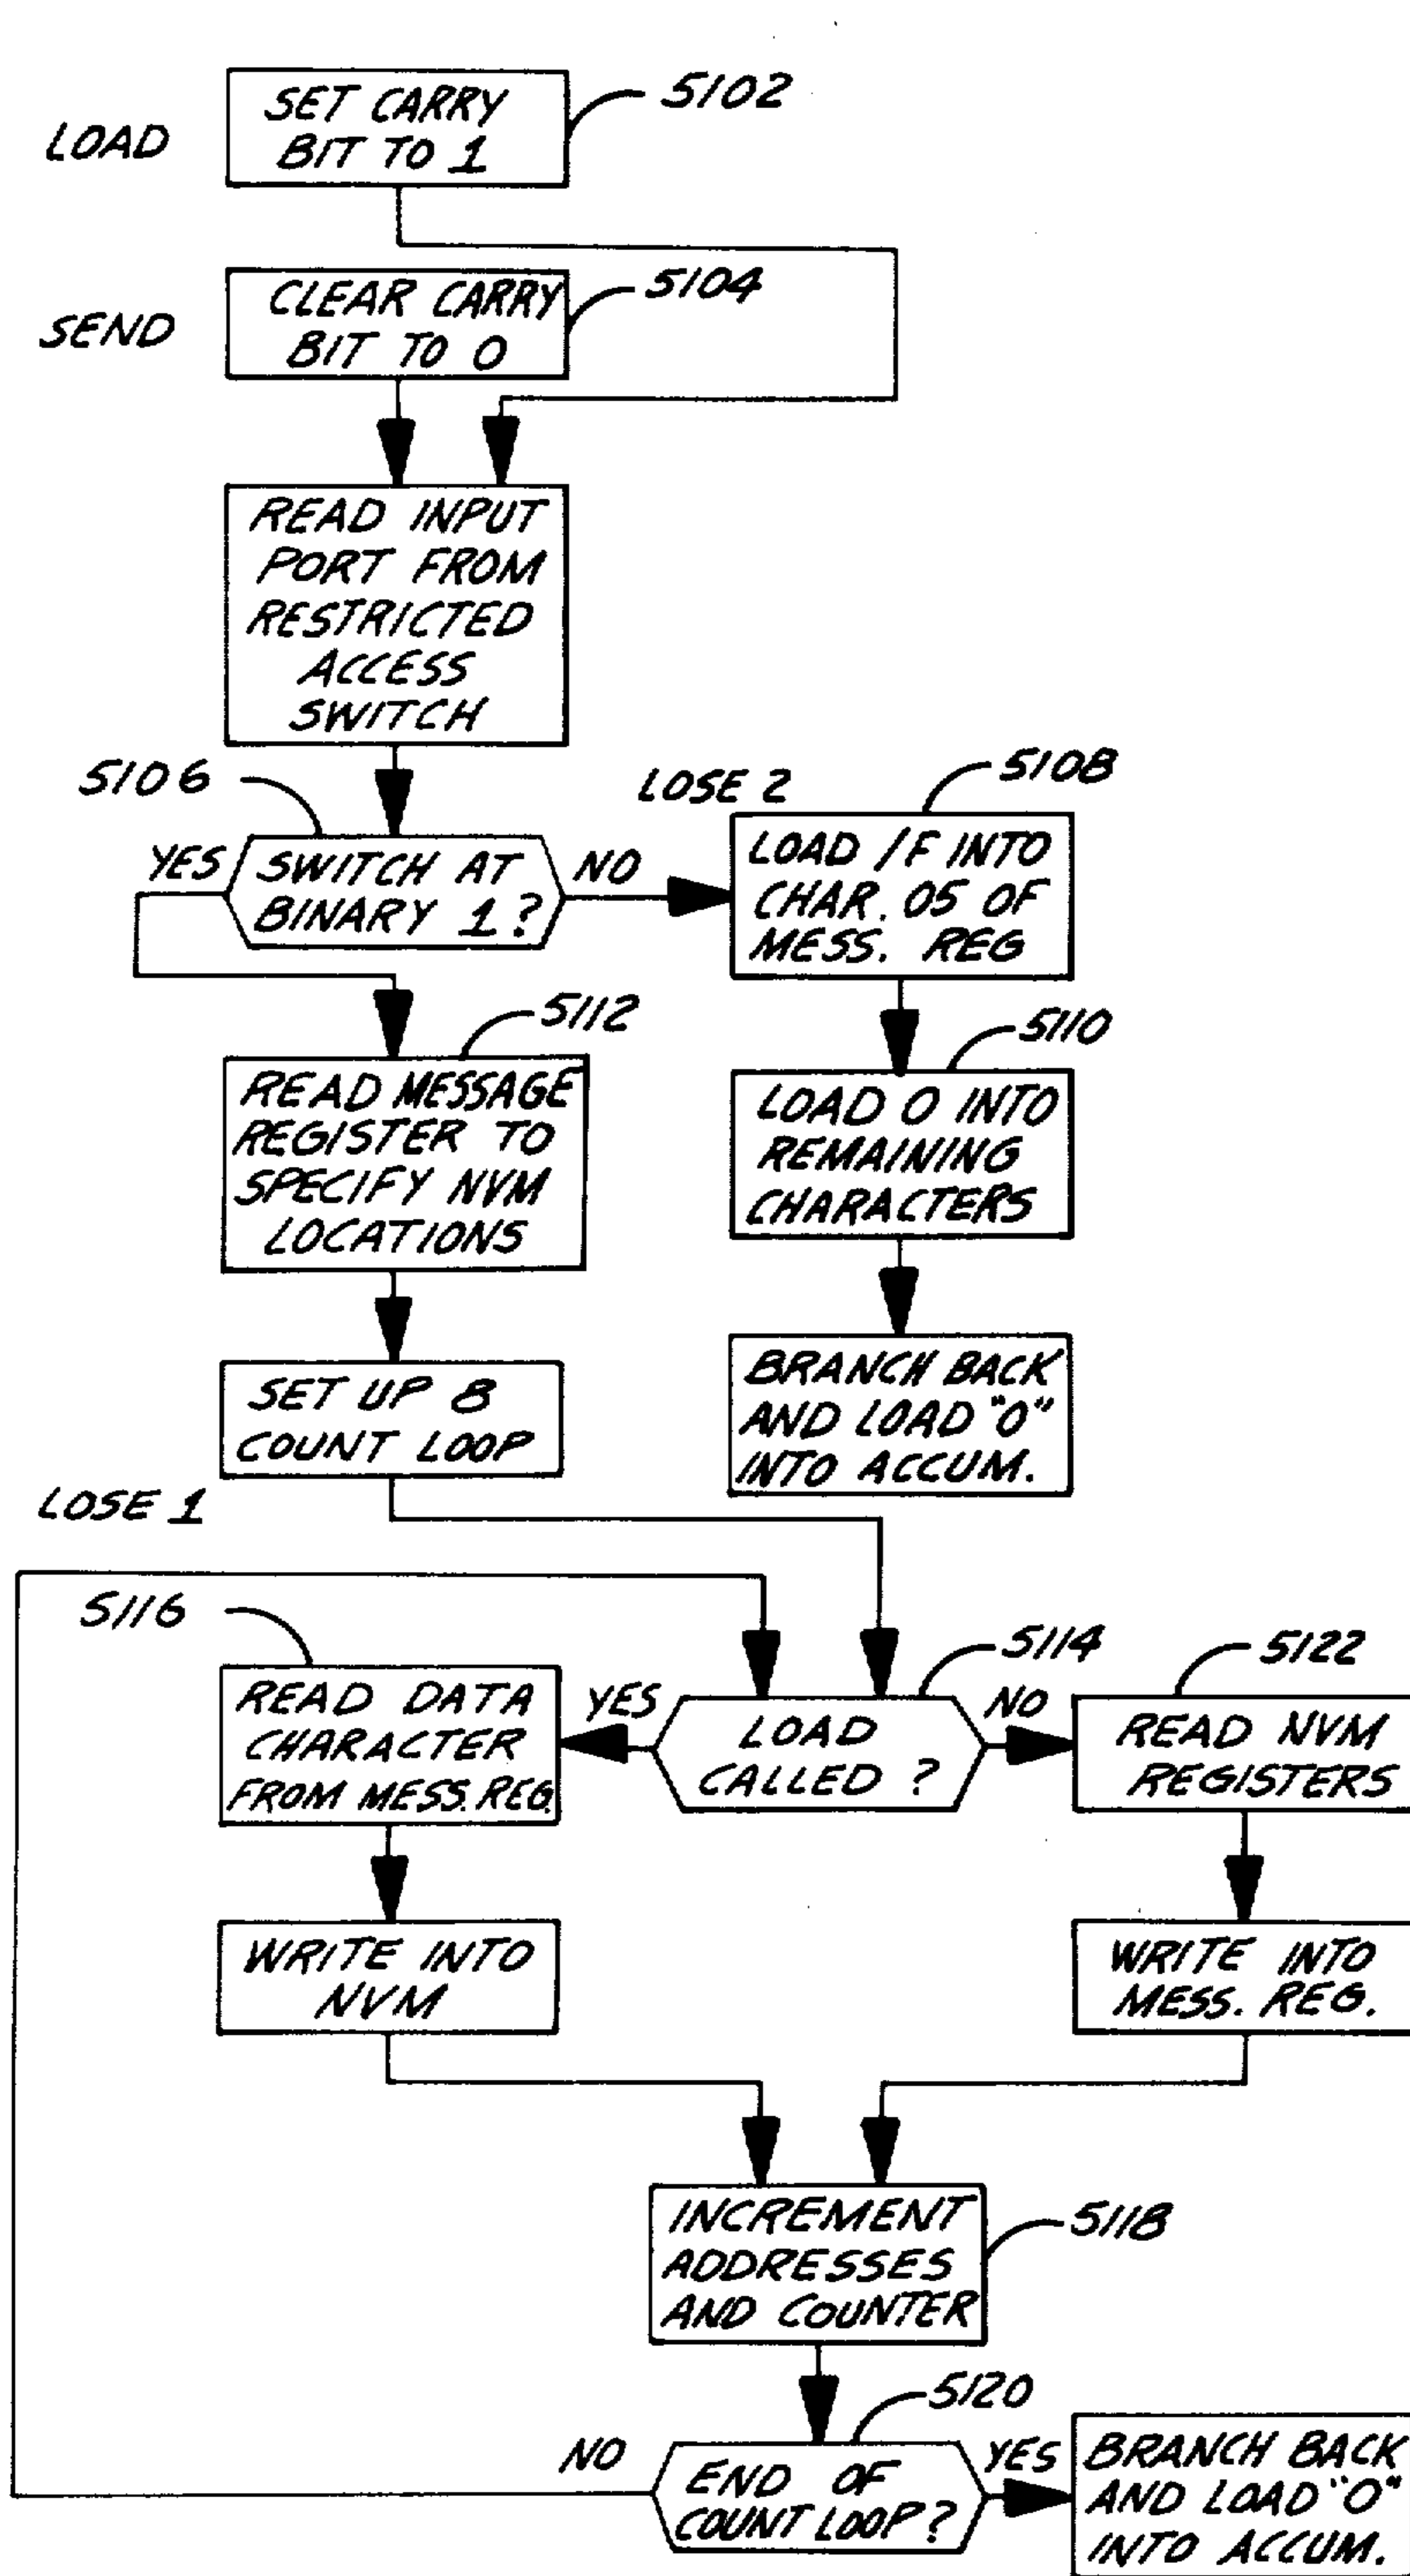 LOAD
SET CARRY
BIT TO 1
5102
SEND
CLEAR CARRY
BIT TO 0
5104
READ INPUT
PORT FROM
RESTRICTED
ACCESS
SWITCH
5106
YES
SWITCH AT
BINARY 1?
NO
LOSE 2
5108
LOAD /F INTO
CHAR. 05 OF
MESS. REG
5112
READ MESSAGE
REGISTER TO
SPECIFY NVM
LOCATIONS
5110
LOAD 0 INTO
REMAINING
CHARACTERS
SET UP 8
COUNT LOOP
BRANCH BACK
AND LOAD "0"
INTO ACCUM.
LOSE 1
5116
READ DATA
CHARACTER
FROM MESS. REG.
YES
5114
LOAD
CALLED ?
NO
5122
READ NVM
REGISTERS
WRITE INTO
NVM
WRITE INTO
MESS. REG.
INCREMENT
ADDRESSES
AND COUNTER
5118
5120
NO
END OF
COUNT LOOP?
YES
BRANCH BACK
AND LOAD "0"
INTO ACCUM.